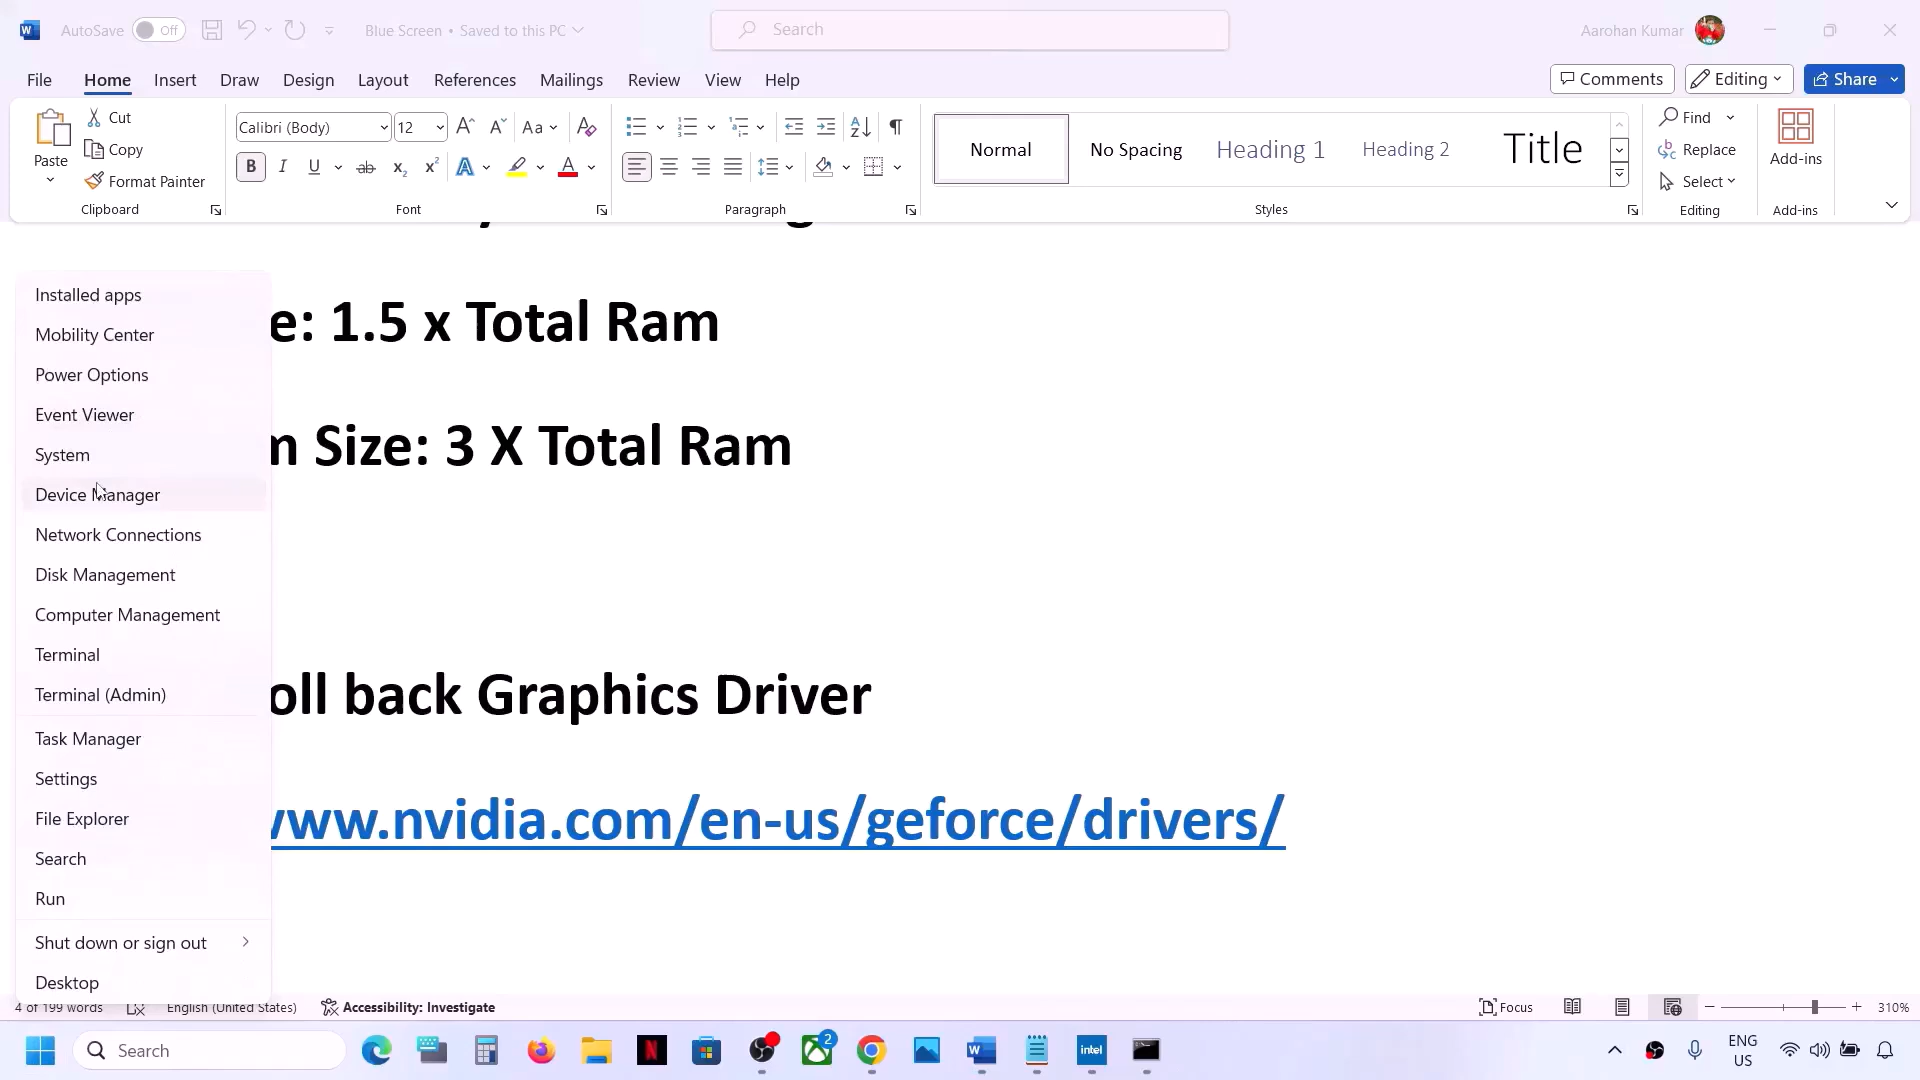 AutoSave Off Blue Screen • Saved to this PC Search Aarohan Kumar
File Home Insert Draw Design Layout References Mailings Review View Help Comments Editing Share
Paste Cut Copy Format Painter Clipboard
Calibri (Body) 12 Font
Paragraph
Normal No Spacing Heading 1 Heading 2 Title Styles
Find Replace Select Editing
Add-ins Add-ins
e: 1.5 x Total Ram
m Size: 3 X Total Ram
oll back Graphics Driver
www.nvidia.com/en-us/geforce/drivers/
Installed apps
Mobility Center
Power Options
Event Viewer
System
Device Manager
Network Connections
Disk Management
Computer Management
Terminal
Terminal (Admin)
Task Manager
Settings
File Explorer
Search
Run
Shut down or sign out
Desktop
4 of 199 words English (United States) Accessibility: Investigate Focus 310%
Search intel 2 ENG
US